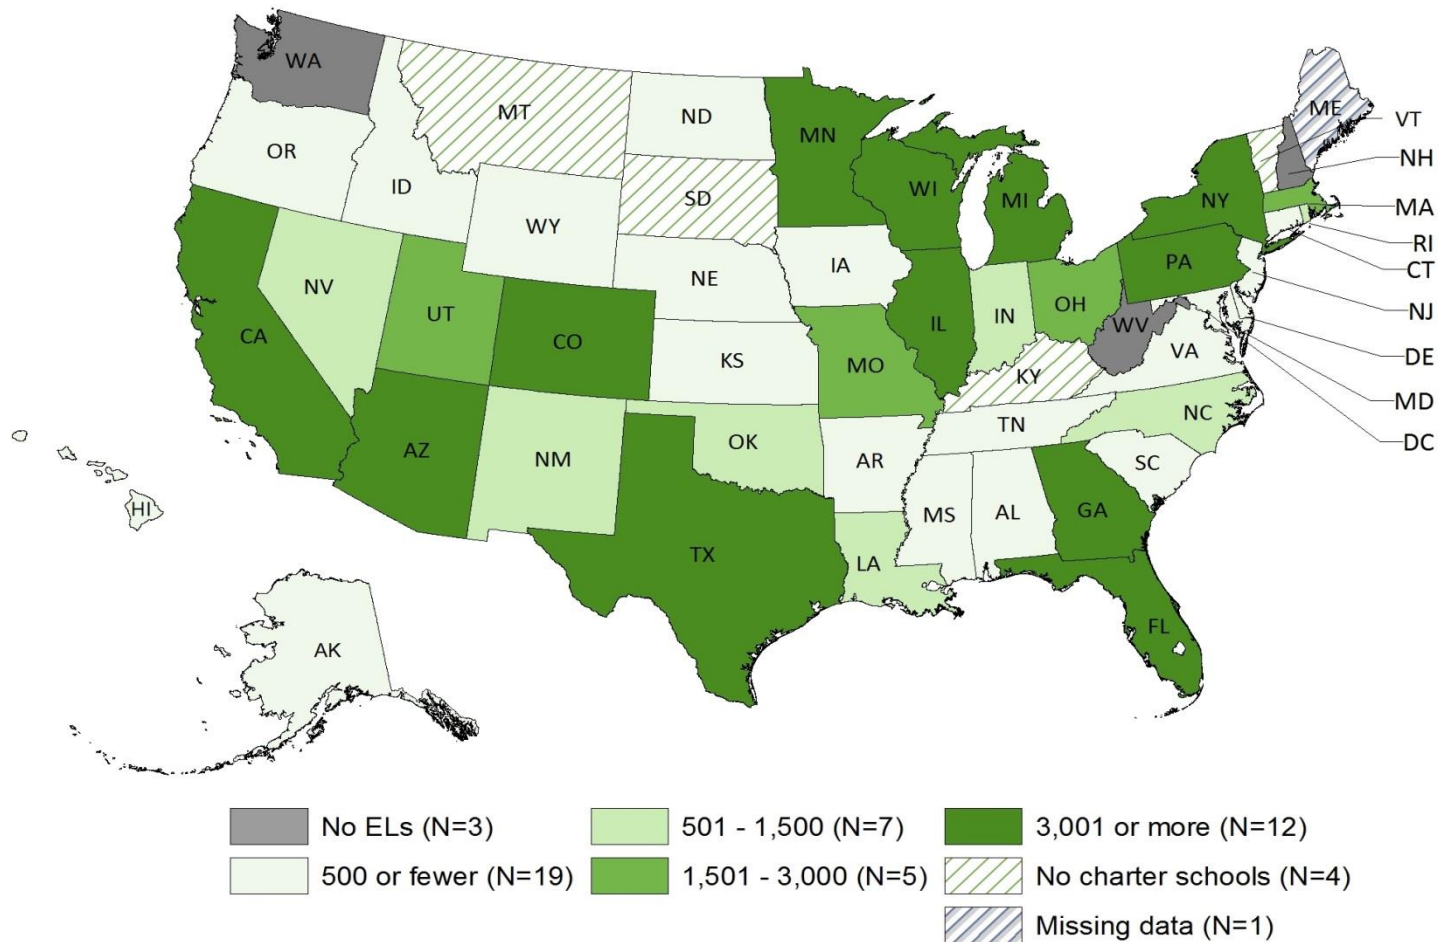 WA
MT
ND
MN
ME
VT
OR
ID
SD
WI
MI
NY
NH
WY
MA
IA
PA
RI
NE
CT
NV
UT
IN
OH
NJ
CA
CO
IL
WV
KS
MO
VA
DE
KY
MD
NC
TN
DC
AZ
OK
NM
AR
SC
HI
MS
AL
GA
TX
LA
FL
AK
No ELs (N=3)
501 - 1,500 (N=7)
3,001 or more (N=12)
500 or fewer (N=19)
1,501 - 3,000 (N=5)
No charter schools (N=4)
Missing data (N=1)